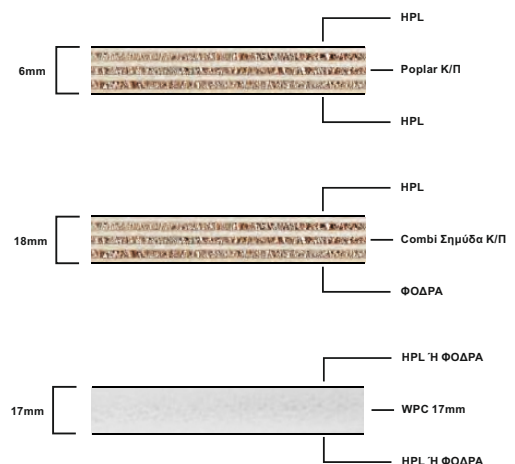 HPL
6mm
Poplar Κ/Π
HPL
HPL
18mm
Combi Σημύδα Κ/Π
ΦΟΔΡΑ
HPL Ή ΦΟΔΡΑ
17mm
WPC 17mm
HPL Ή ΦΟΔΡΑ